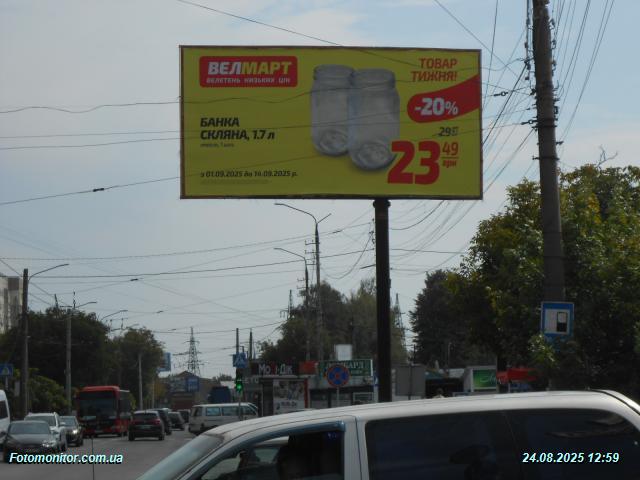 ВЕЛМАРТ
ВЕЛЕТЕНЬ НИЗЬКИХ ЦІН
ТОВАР
ТИЖНЯ!
-20%
БАНКА
СКЛЯНА, 1.7 л
29
23 49
грн
з 01.09.2025 до 14.09.2025 р.
Fotomonitor.com.ua
24.08.2025 12:59